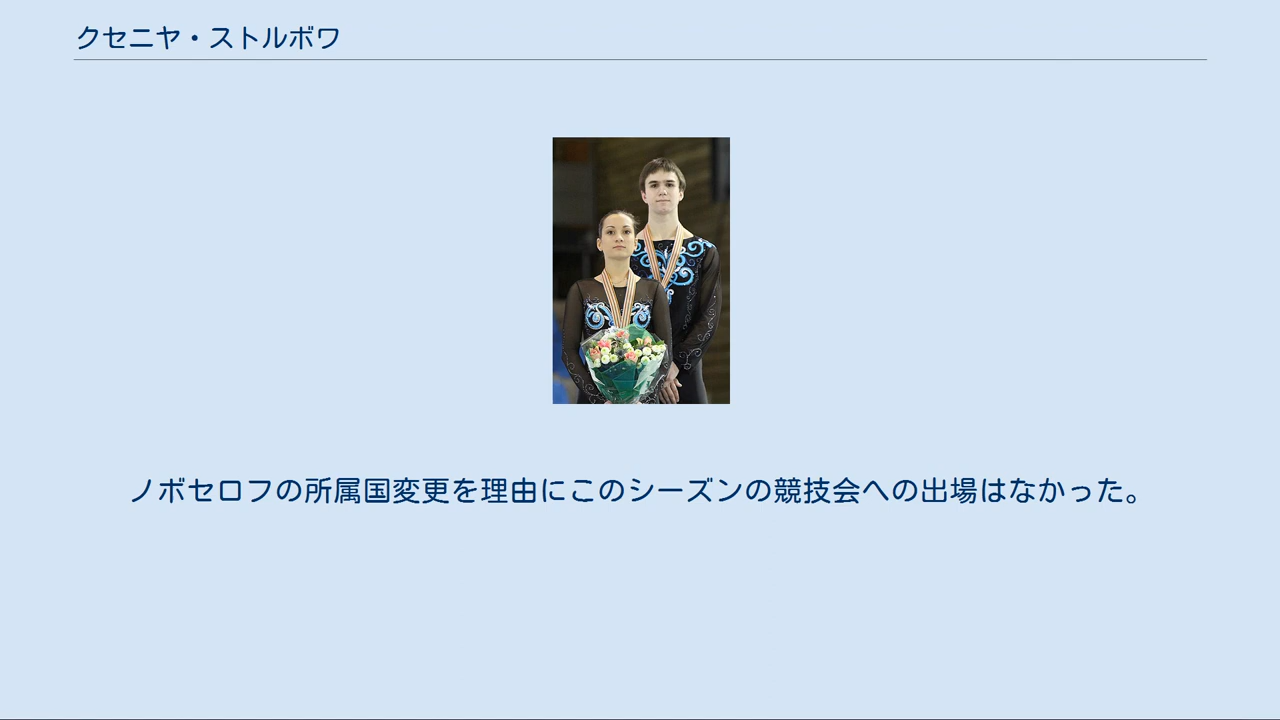 クセニヤ・ストルボワ
ノボセロフの所属国変更を理由にこのシーズンの競技会への出場はなかった。